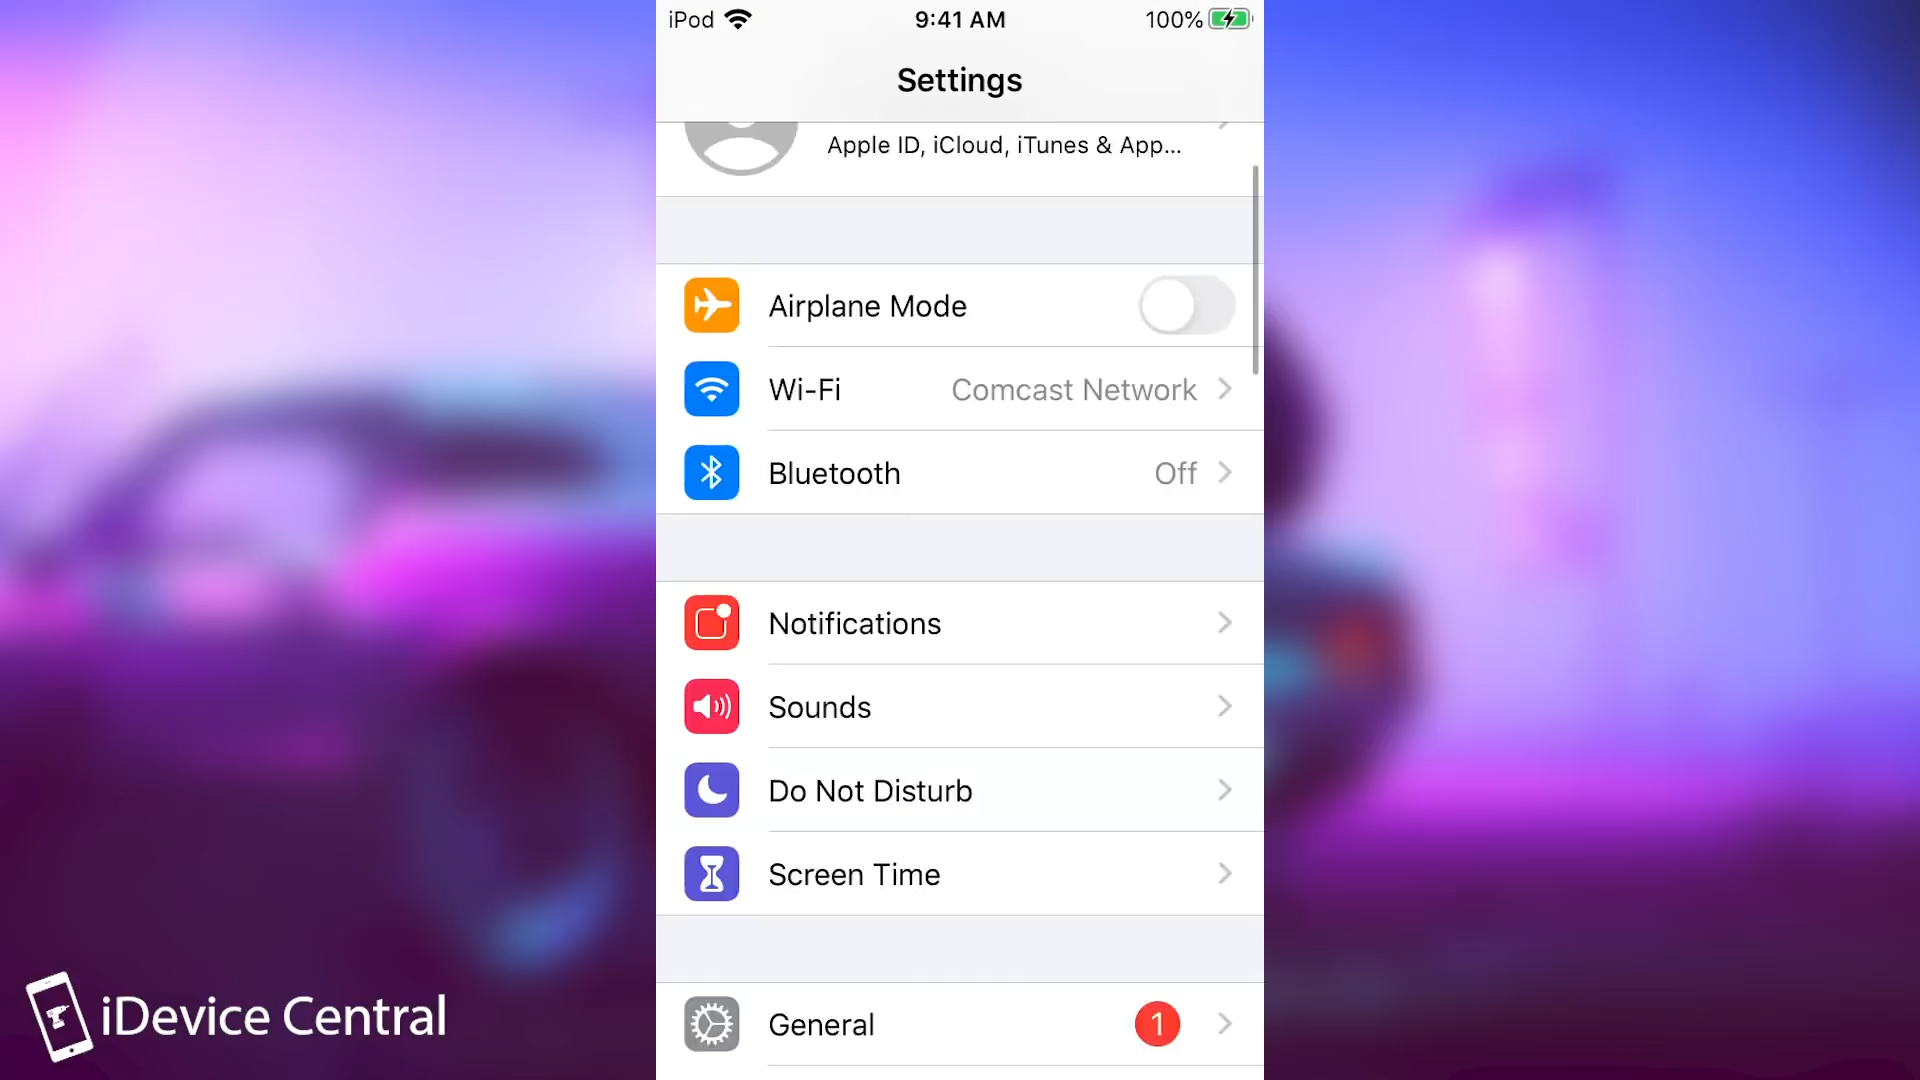 iPod 9:41 AM 100%
Settings
Apple ID, iCloud, iTunes & App...
Airplane Mode
Wi-Fi Comcast Network
Bluetooth Off
Notifications
Sounds
Do Not Disturb
Screen Time
General 1
iDevice Central